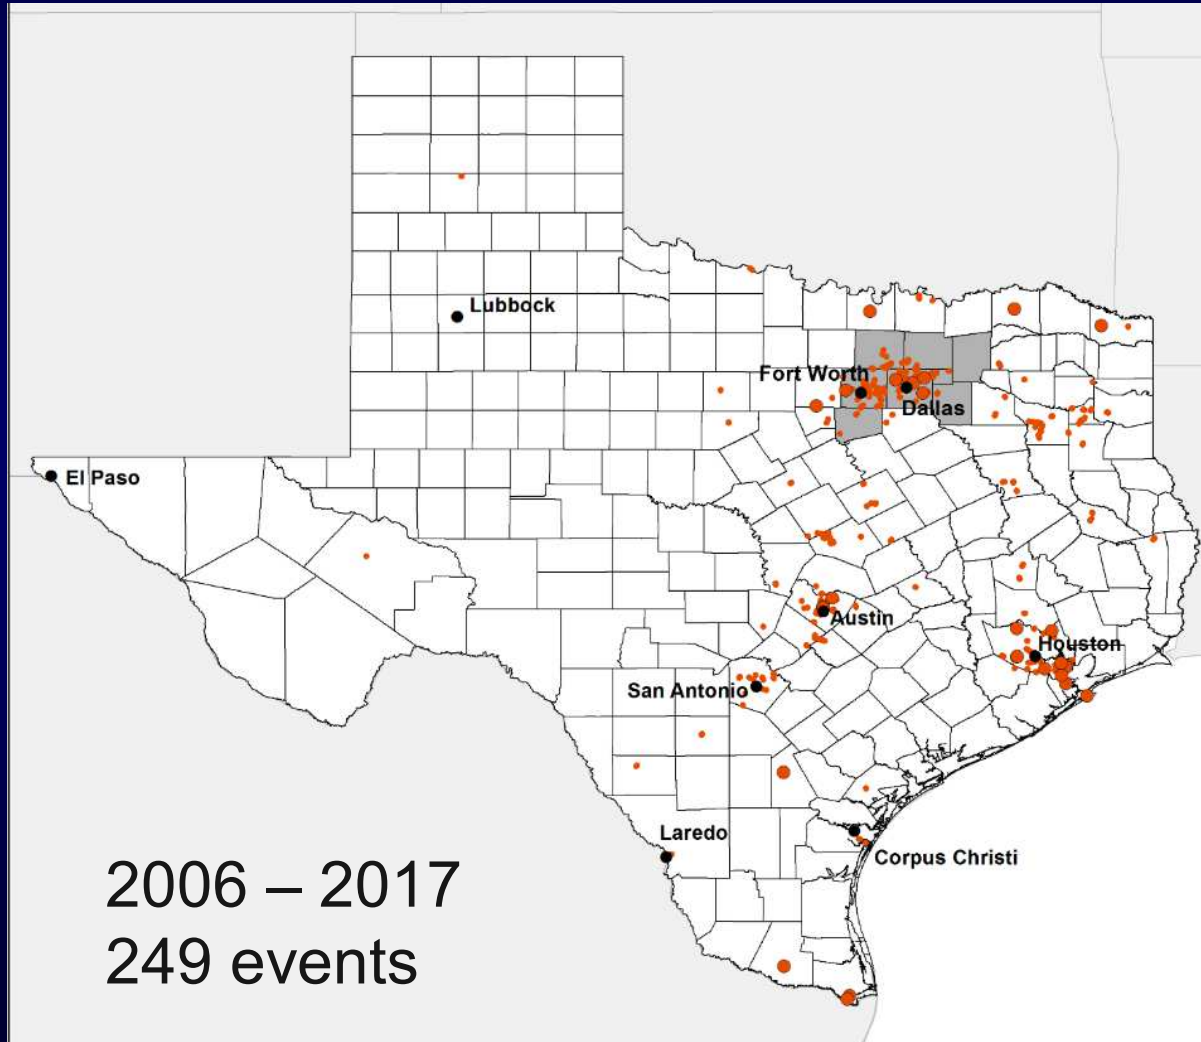 Lubbock
Fort Worth
Dallas
El Paso
Austin
Houston
San Antonio
Laredo
Corpus Christi
2006 – 2017
249 events